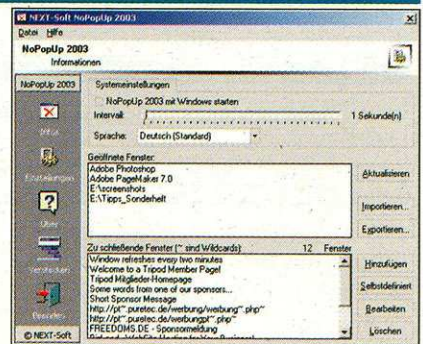 NEXT-Soft NoPopUp 2003
Datei Hilfe
NoPopUp 2003
Informationen
NoPopUp 2003
Infos
Einstellungen
Über
Verstecken
Beenden
© NEXT-Soft
Systemeinstellungen
NoPopUp 2003 mit Windows starten
Intervall: 1 Sekunde(n)
Sprache: Deutsch (Standard)
Geöffnete Fenster:
Adobe Photoshop
Adobe PageMaker 7.0
E:\screenshots
E:\Tipps_Sonderheft
Aktualisieren
Importieren...
Exportieren...
Zu schließende Fenster (~ sind Wildcards): 12 Fenster
Window refreshes every two minutes
Welcome to a Tripod Member Page!
Tripod Mitglieder-Homepage
Some words from one of our sponsors...
Short Sponsor Message
http://pt~.puretec.de/werbung/werbung~.php~
http://pt~.puretec.de/werbungpt~.php~
FREEDOMS.DE - Sponsormeldung
Hinzufügen
Selbstdefiniert
Bearbeiten
Löschen